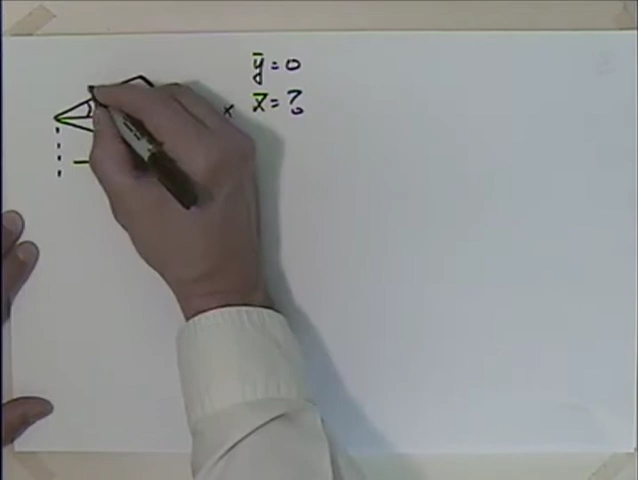 ȳ = 0
x̄ = ?
x